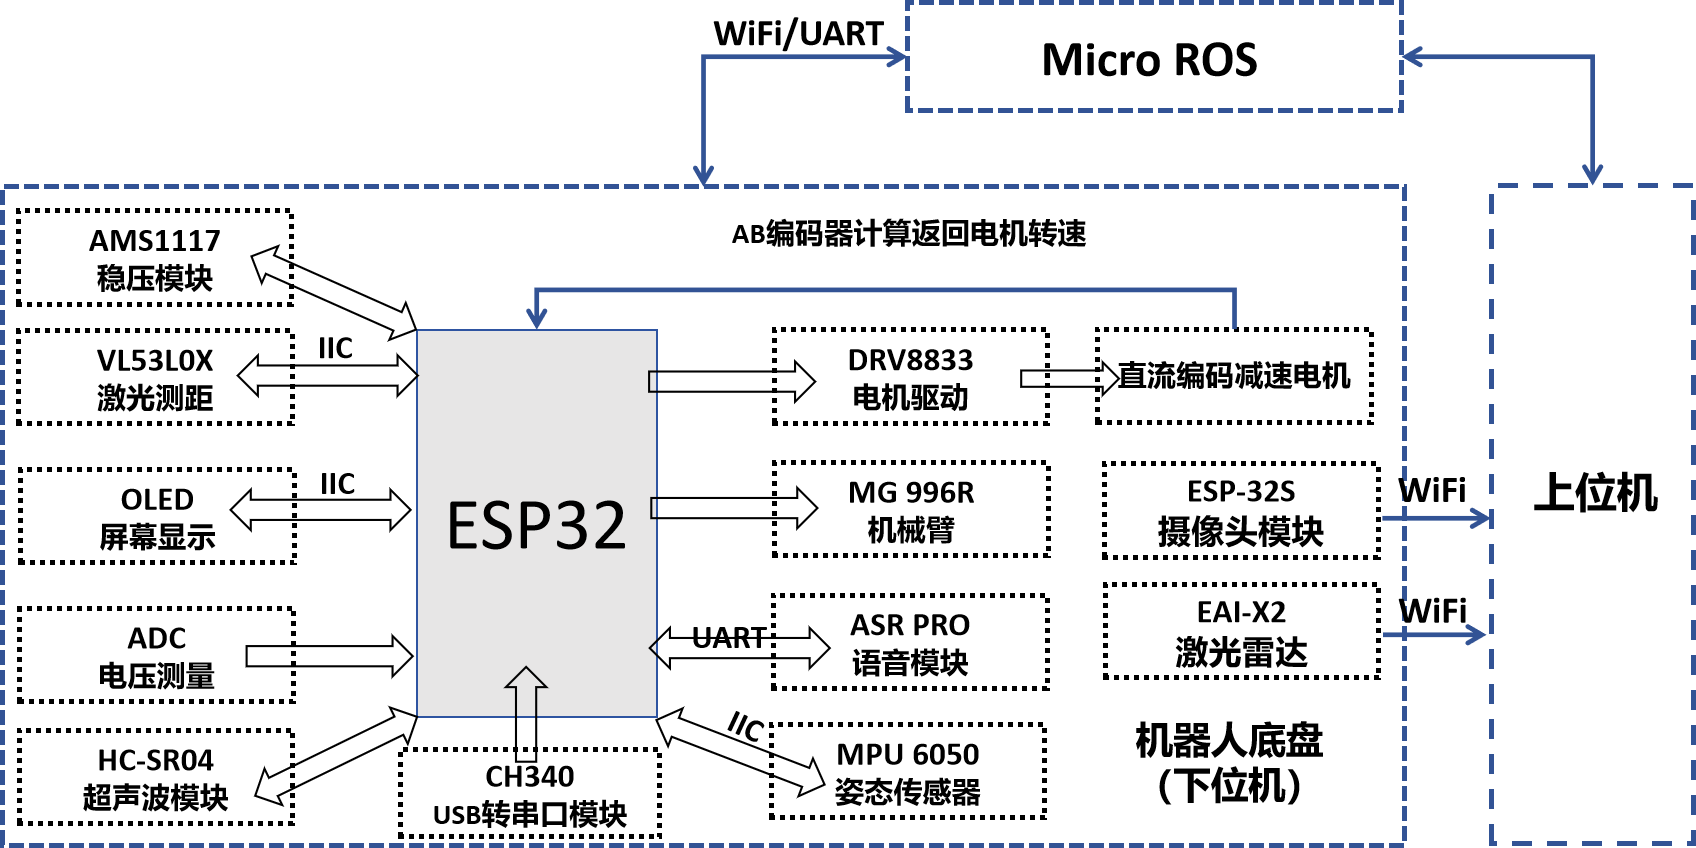 WiFi/UART
Micro ROS
AB编码器计算返回电机转速
AMS1117
稳压模块
VL53L0X
激光测距
IIC
OLED
屏幕显示
IIC
ADC
电压测量
HC-SR04
超声波模块
ESP32
CH340
USB转串口模块
DRV8833
电机驱动
直流编码减速电机
MG 996R
机械臂
UART
ASR PRO
语音模块
IIC
MPU 6050
姿态传感器
ESP-32S
摄像头模块
WiFi
EAI-X2
激光雷达
WiFi
机器人底盘
(下位机)
上位机